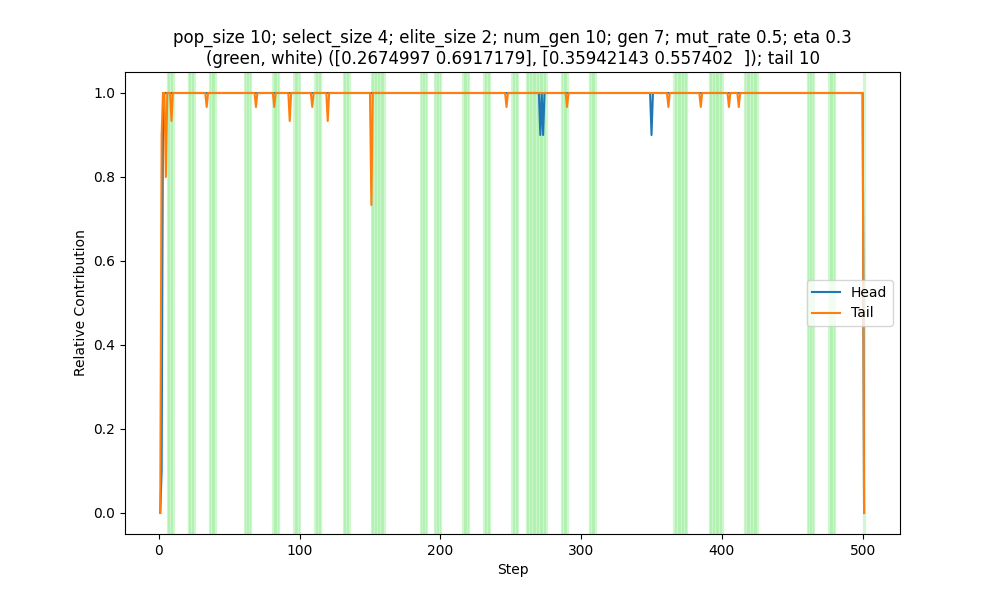 pop_size 10; select_size 4; elite_size 2; num_gen 10; gen 7; mut_rate 0.5; eta 0.3
(green, white) ([0.2674997 0.6917179], [0.35942143 0.557402  ]); tail 10
Relative Contribution
1.0
0.8
0.6
0.4
0.2
0.0
Head
Tail
0
100
200
300
400
500
Step